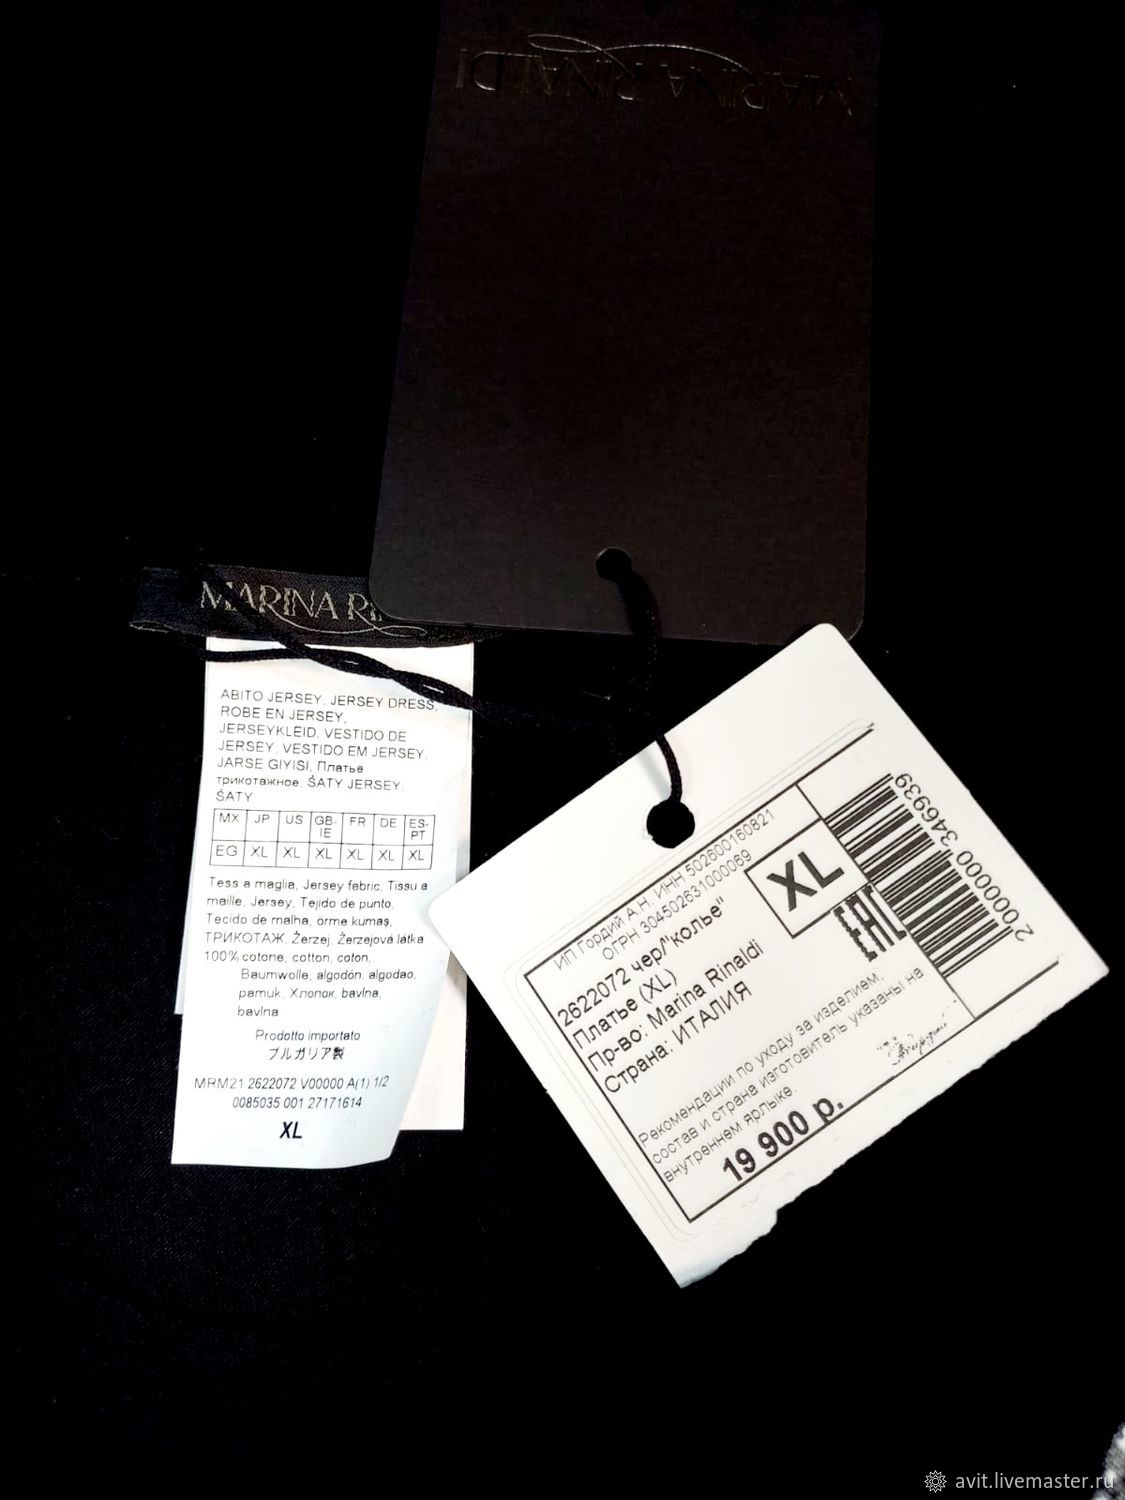 MARINA RINALDI
MARINA
ABITO JERSEY, JERSEY DRESS,
ROBE EN JERSEY,
JERSEYKLEID, VESTIDO DE
JERSEY, VESTIDO EM JERSEY,
JARSE GIYISI, Платье
трикотажное, ŠATY JERSEY,
ŠATY
MX JP US GB-IE FR DE ES-PT
EG XL XL XL XL XL XL
Tess a maglia, Jersey fabric, Tissu a
maille, Jersey, Tejido de punto,
Tecido de malha, örme kumaş,
ТРИКОТАЖ, Žerzej, Žerzejová látka
100% cotone, cotton, coton,
Baumwolle, algodón, algodao,
pamuk, Хлопок, bavlna,
bavlna
Prodotto importato
ブルガリア製
MRM21 2622072 V00000 A(1) 1/2
0085035 001 27171614
XL
ИП Гордий А.Н. ИНН 502600160821
ОГРН 304502631000069
2622072 чер/"колье"
Платье (XL)
Пр-во: Marina Rinaldi
Страна: ИТАЛИЯ
XL
EAC
2 000000 346939
Рекомендации по уходу за изделием,
состав и страна изготовитель указаны на
внутреннем ярлыке.
19 900 р.
avit.livemaster.ru